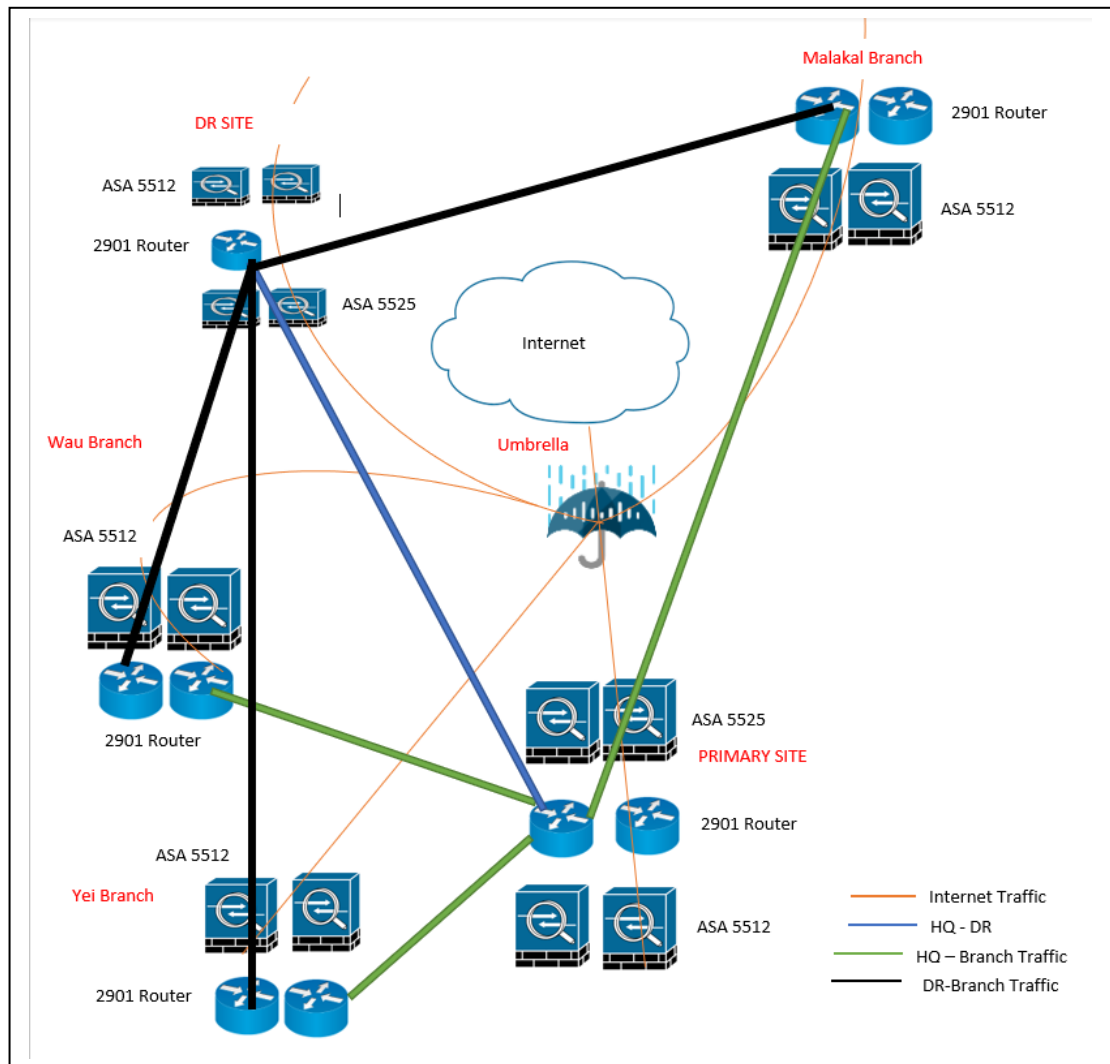 Malakal Branch
2901 Router
DR SITE
ASA 5512
ASA 5512
2901 Router
ASA 5525
Internet
Wau Branch
Umbrella
ASA 5512
ASA 5525
2901 Router
PRIMARY SITE
2901 Router
ASA 5512
Yei Branch
Internet Traffic
ASA 5512
HQ - DR
HQ – Branch Traffic
2901 Router
DR-Branch Traffic